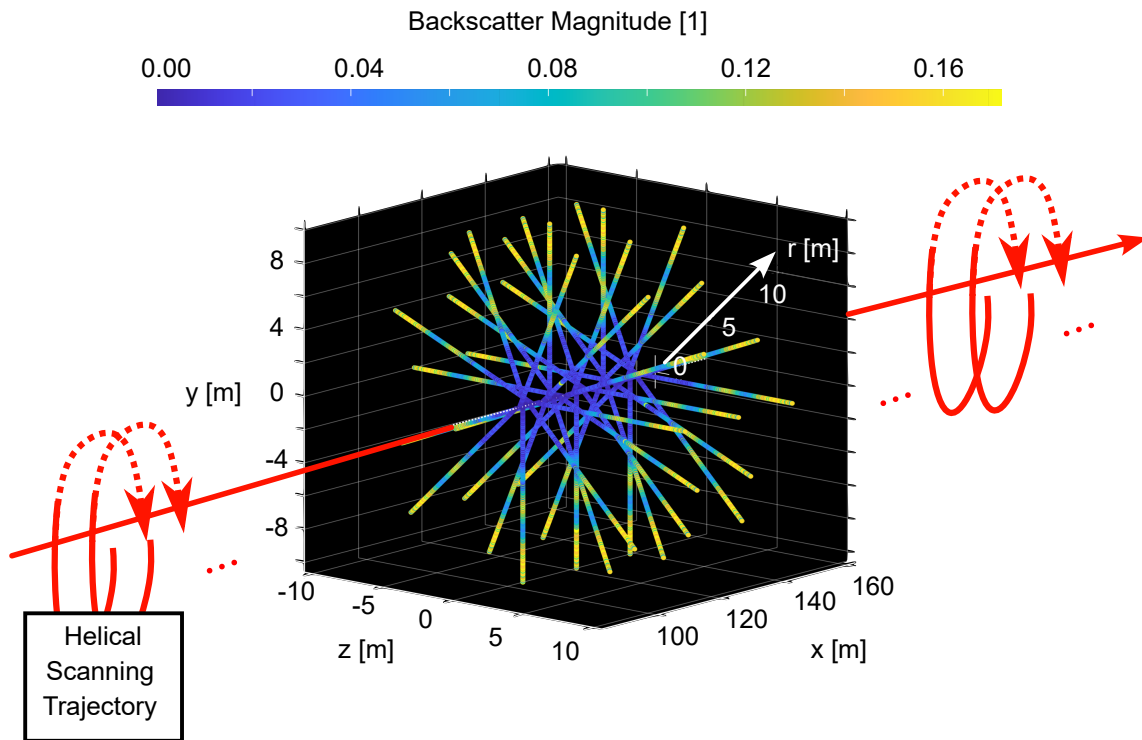 Backscatter Magnitude [1]
0.00 0.04 0.08 0.12 0.16
r [m]
10
5
0
8
4
0
-4
-8
y [m]
-10
-5
0
5
10
z [m]
100
120
140
160
x [m]
Helical
Scanning
Trajectory